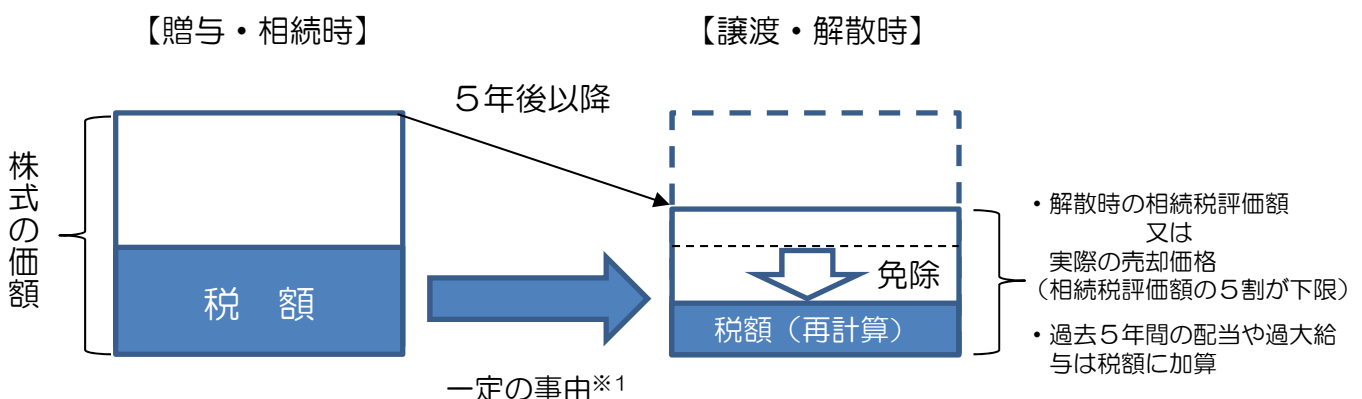 【贈与・相続時】
【譲渡・解散時】
５年後以降
株式の価額
税　額
免除
税額（再計算）
一定の事由※1
・解散時の相続税評価額
又は
実際の売却価格
（相続税評価額の５割が下限）
・過去５年間の配当や過大給
与は税額に加算